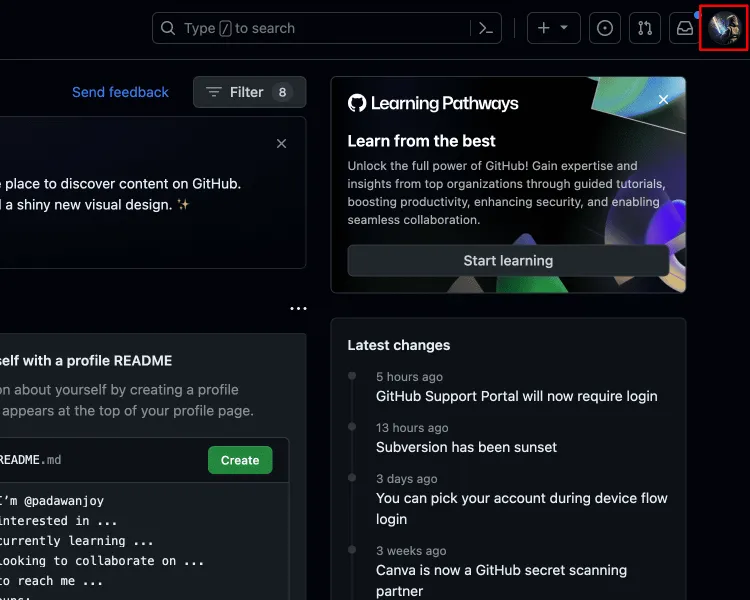 Type / to search
Send feedback
Filter 8
Learning Pathways
Learn from the best
Unlock the full power of GitHub! Gain expertise and
insights from top organizations through guided tutorials,
boosting productivity, enhancing security, and enabling
seamless collaboration.
Start learning
place to discover content on GitHub.
a shiny new visual design. ✨
Latest changes
5 hours ago
GitHub Support Portal will now require login
13 hours ago
Subversion has been sunset
3 days ago
You can pick your account during device flow
login
3 weeks ago
Canva is now a GitHub secret scanning
partner
self with a profile README
on about yourself by creating a profile
appears at the top of your profile page.
README.md
Create
I'm @padawanjoy
interested in ...
currently learning ...
looking to collaborate on ...
to reach me ...